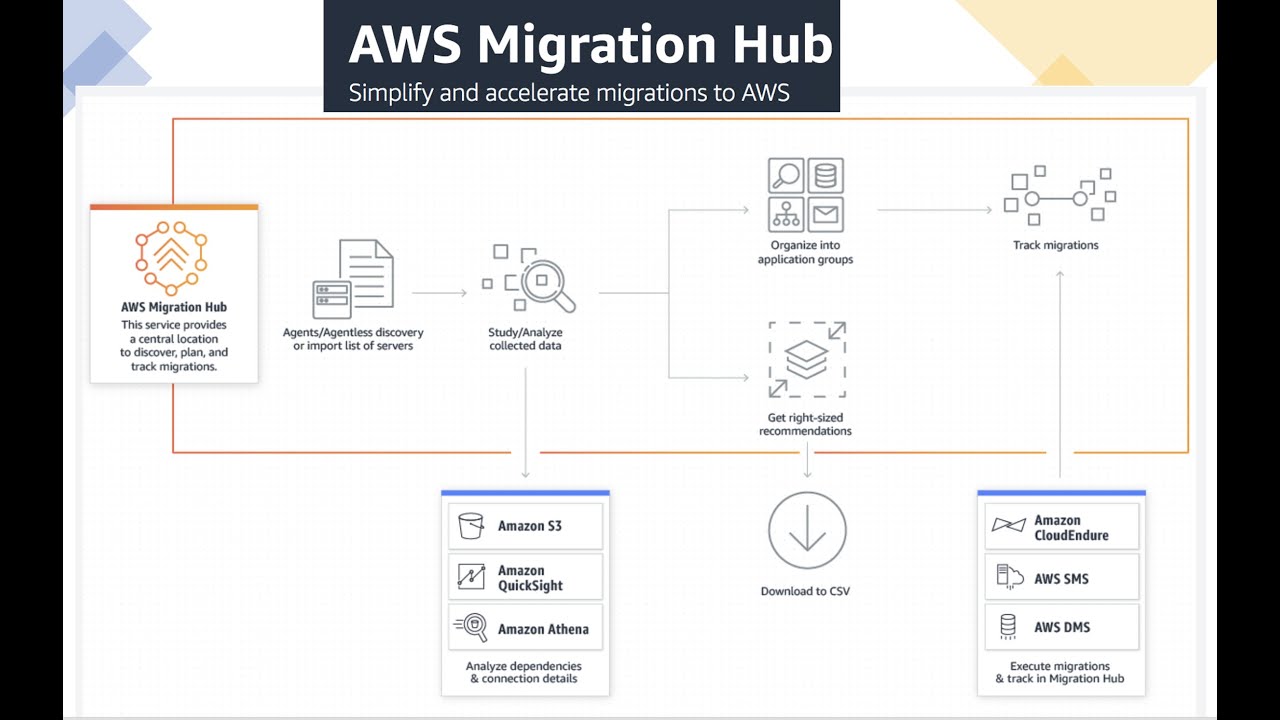 AWS Migration Hub
Simplify and accelerate migrations to AWS
AWS Migration Hub
This service provides
a central location
to discover, plan, and
track migrations.
Agents/Agentless discovery
or import list of servers
Study/Analyze
collected data
Organize into
application groups
Track migrations
Get right-sized
recommendations
Amazon S3
Amazon
QuickSight
Amazon Athena
Analyze dependencies
& connection details
Download to CSV
Amazon
CloudEndure
AWS SMS
AWS DMS
Execute migrations
& track in Migration Hub